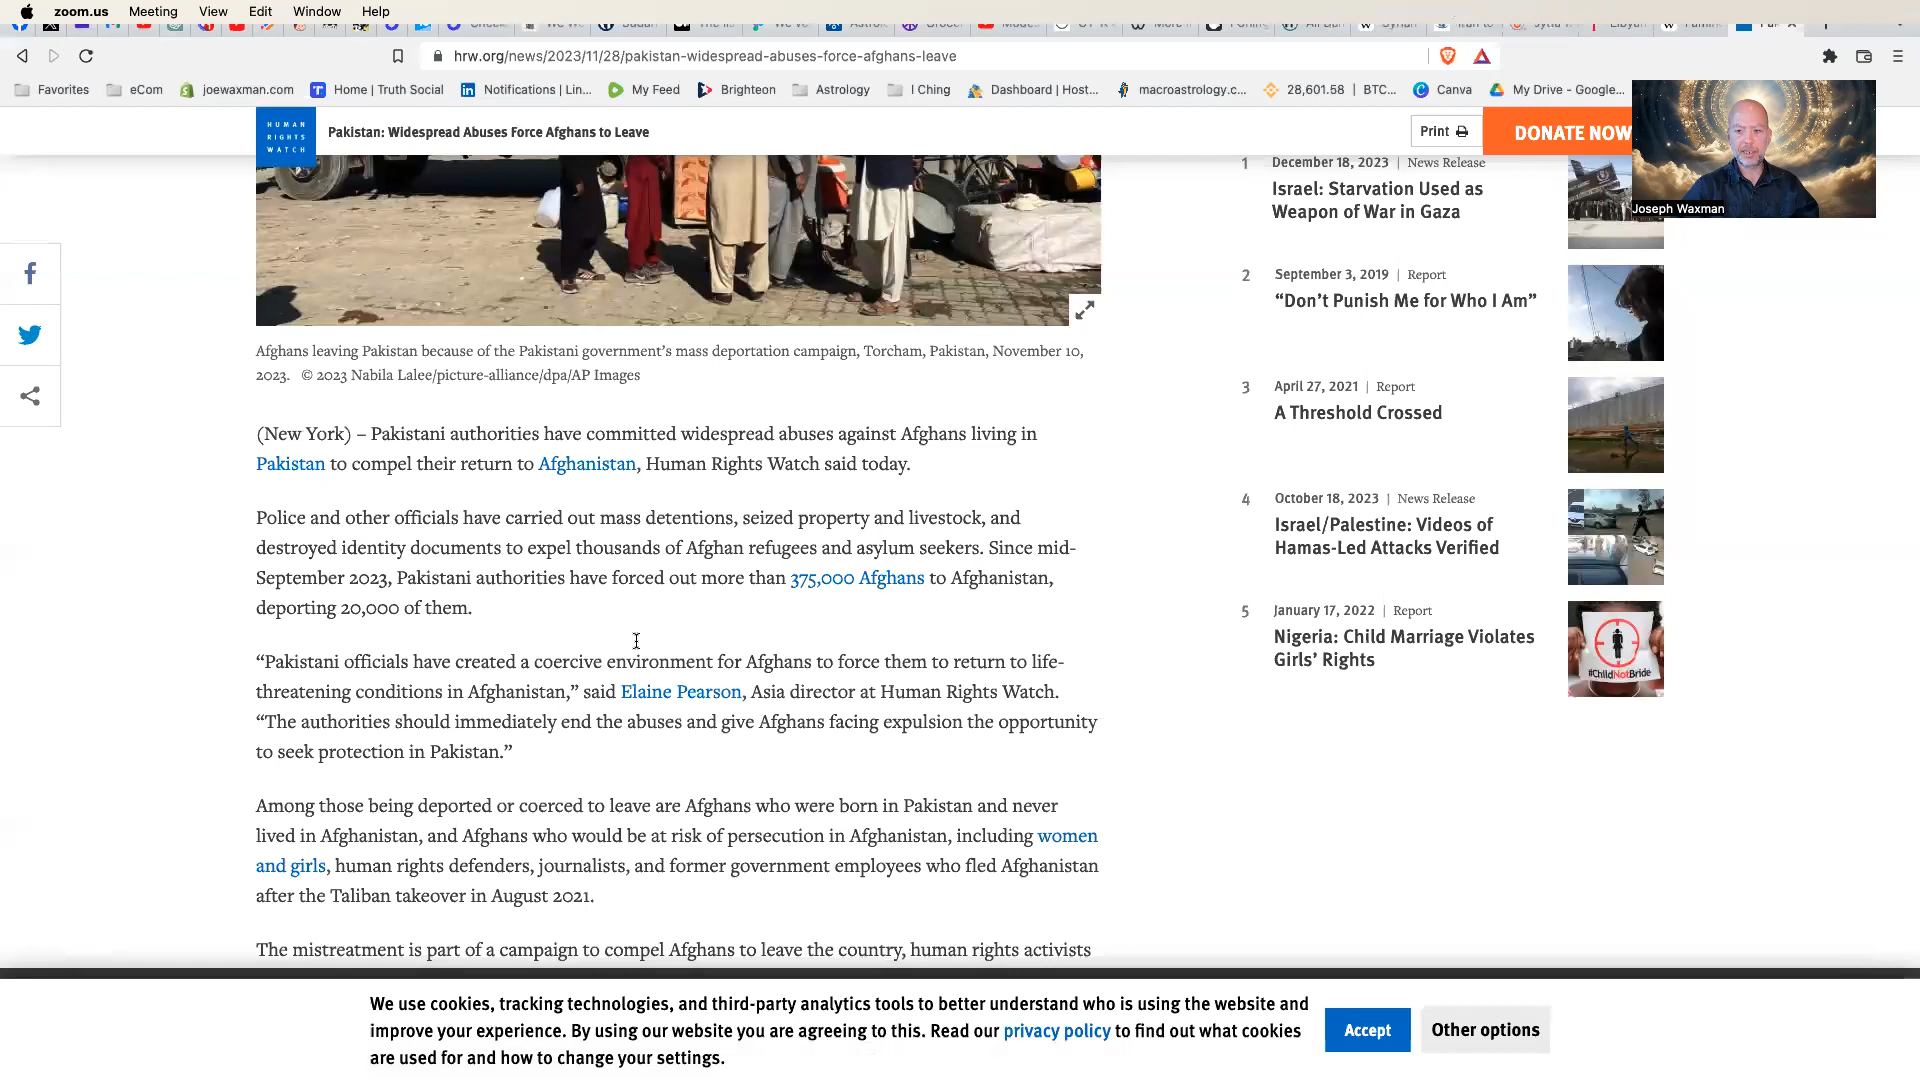 zoom.us Meeting View Edit Window Help
hrw.org/news/2023/11/28/pakistan-widespread-abuses-force-afghans-leave
Favorites eCom joewaxman.com Home | Truth Social Notifications | Lin... My Feed Brighteon Astrology I Ching Dashboard | Host... macroastrology.c... 28,601.58 | BTC... Canva My Drive – Google...
HUMAN
RIGHTS
WATCH
Pakistan: Widespread Abuses Force Afghans to Leave
Print
DONATE NOW
Joseph Waxman
Afghans leaving Pakistan because of the Pakistani government’s mass deportation campaign, Torcham, Pakistan, November 10,
2023. © 2023 Nabila Lalee/picture-alliance/dpa/AP Images
(New York) – Pakistani authorities have committed widespread abuses against Afghans living in
Pakistan to compel their return to Afghanistan, Human Rights Watch said today.
Police and other officials have carried out mass detentions, seized property and livestock, and
destroyed identity documents to expel thousands of Afghan refugees and asylum seekers. Since mid-
September 2023, Pakistani authorities have forced out more than 375,000 Afghans to Afghanistan,
deporting 20,000 of them.
“Pakistani officials have created a coercive environment for Afghans to force them to return to life-
threatening conditions in Afghanistan,” said Elaine Pearson, Asia director at Human Rights Watch.
“The authorities should immediately end the abuses and give Afghans facing expulsion the opportunity
to seek protection in Pakistan.”
Among those being deported or coerced to leave are Afghans who were born in Pakistan and never
lived in Afghanistan, and Afghans who would be at risk of persecution in Afghanistan, including women
and girls, human rights defenders, journalists, and former government employees who fled Afghanistan
after the Taliban takeover in August 2021.
The mistreatment is part of a campaign to compel Afghans to leave the country, human rights activists
1 December 18, 2023 | News Release
Israel: Starvation Used as
Weapon of War in Gaza
2 September 3, 2019 | Report
“Don’t Punish Me for Who I Am”
3 April 27, 2021 | Report
A Threshold Crossed
4 October 18, 2023 | News Release
Israel/Palestine: Videos of
Hamas-Led Attacks Verified
5 January 17, 2022 | Report
Nigeria: Child Marriage Violates
Girls’ Rights
#ChildNotBride
We use cookies, tracking technologies, and third-party analytics tools to better understand who is using the website and
improve your experience. By using our website you are agreeing to this. Read our privacy policy to find out what cookies
are used for and how to change your settings.
Accept
Other options